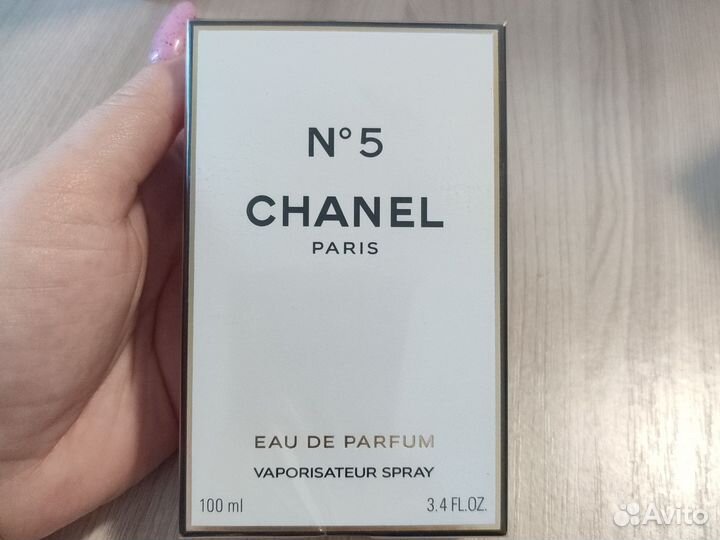 N°5
CHANEL
PARIS
EAU DE PARFUM
VAPORISATEUR SPRAY
100 ml 3.4 FL.OZ.
Avito